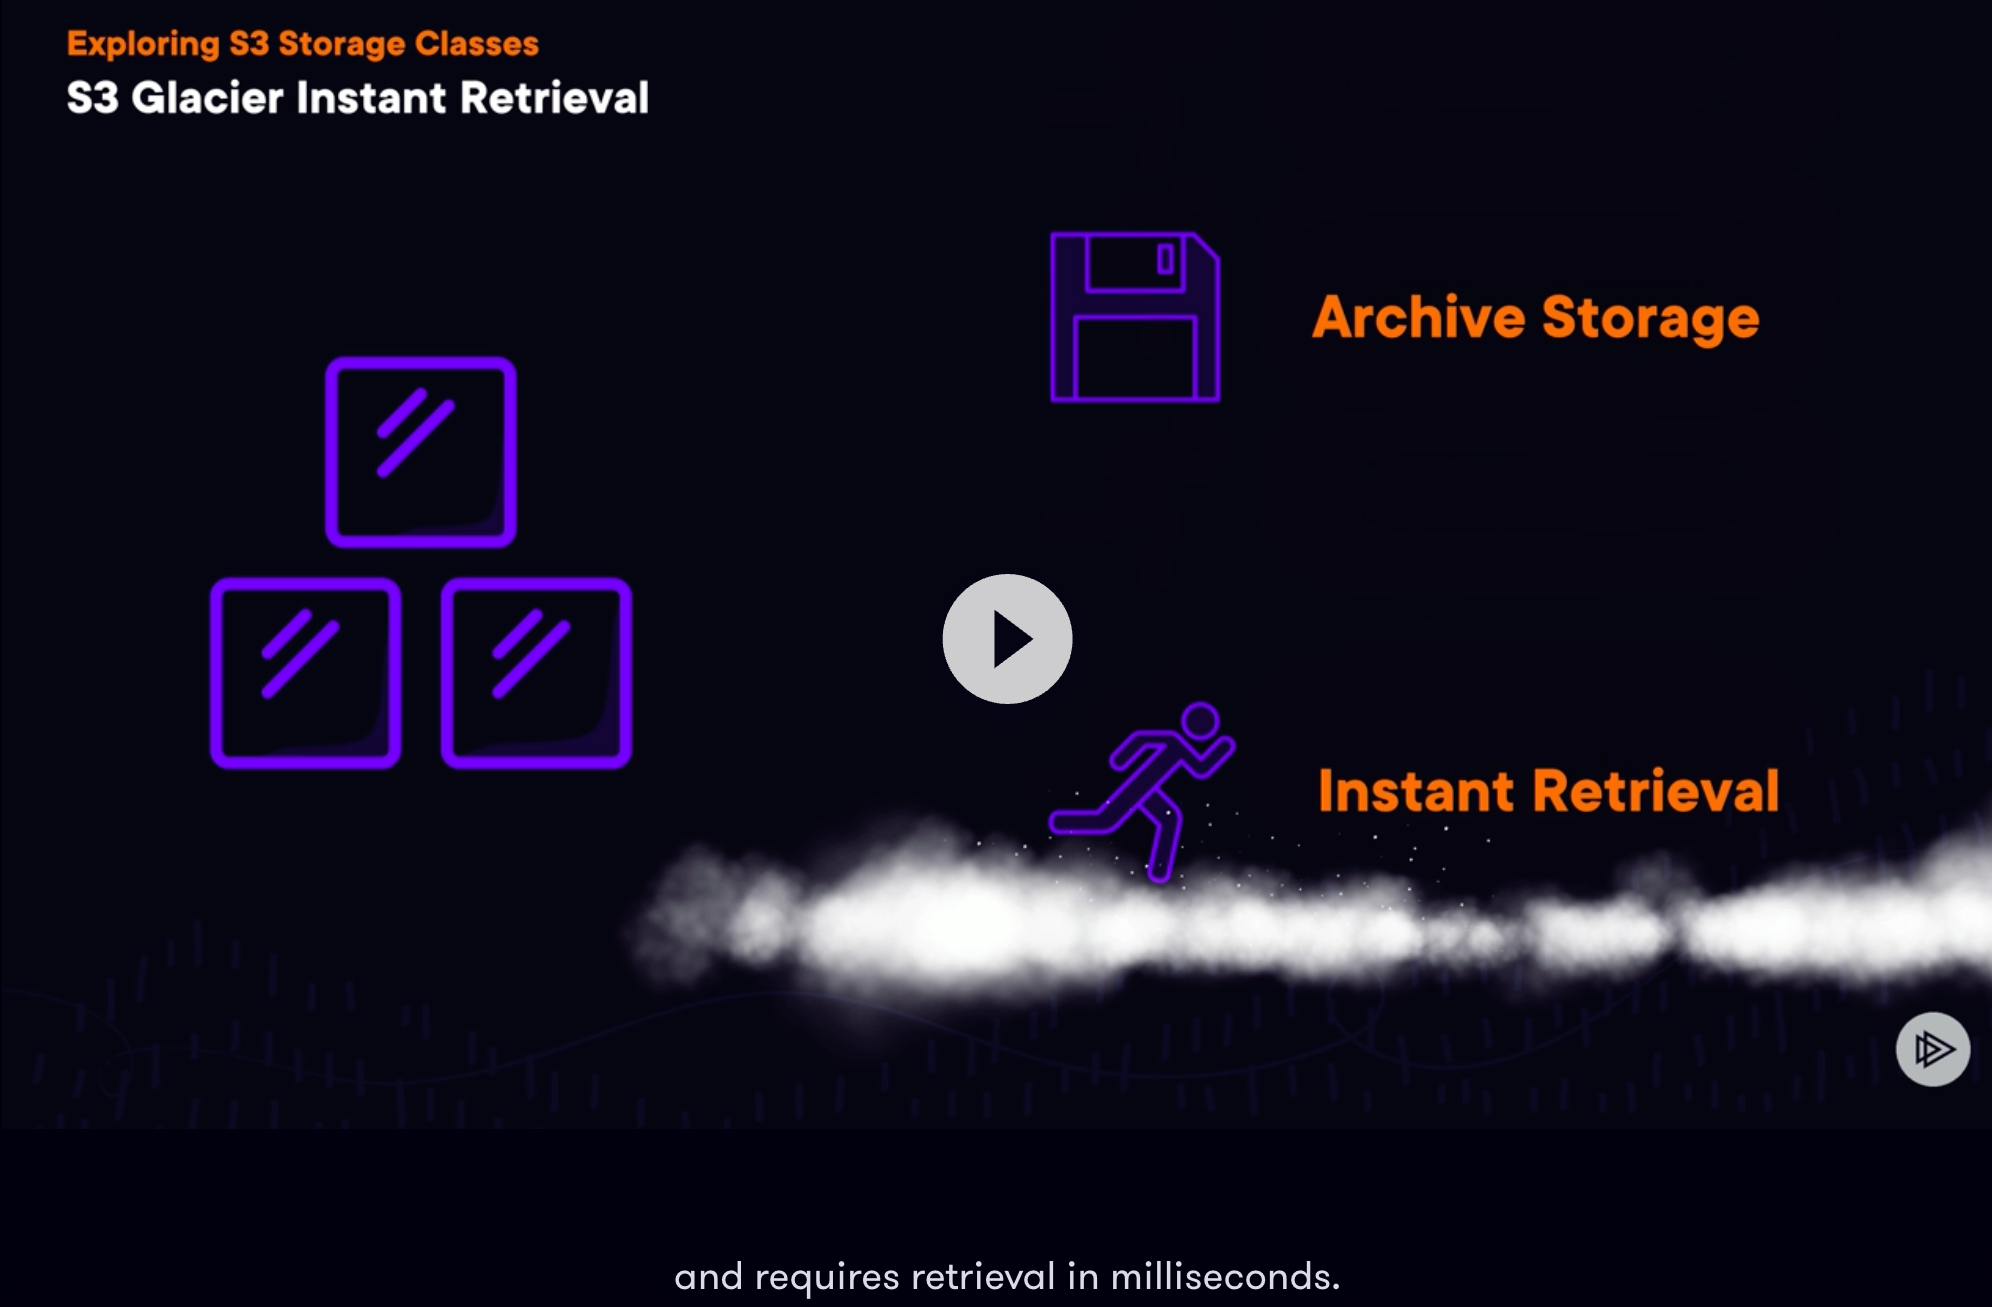 Exploring S3 Storage Classes
S3 Glacier Instant Retrieval
Archive Storage
Instant Retrieval
and requires retrieval in milliseconds.